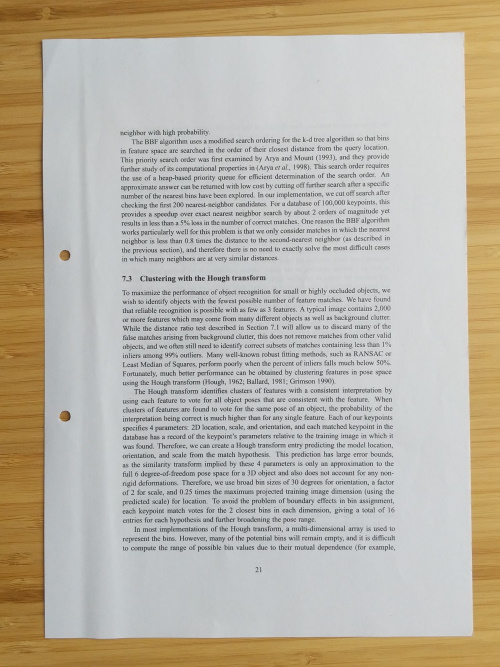 neighbor with high probability.
The BBF algorithm uses a modified search ordering for the k-d tree algorithm so that bins
in feature space are searched in the order of their closest distance from the query location.
This priority search order was first examined by Arya and Mount (1993), and they provide
further study of its computational properties in (Arya et al., 1998). This search order requires
the use of a heap-based priority queue for efficient determination of the search order. An
approximate answer can be returned with low cost by cutting off further search after a specific
number of the nearest bins have been explored. In our implementation, we cut off search after
checking the first 200 nearest-neighbor candidates. For a database of 100,000 keypoints, this
provides a speedup over exact nearest neighbor search by about 2 orders of magnitude yet
results in less than a 5% loss in the number of correct matches. One reason the BBF algorithm
works particularly well for this problem is that we only consider matches in which the nearest
neighbor is less than 0.8 times the distance to the second-nearest neighbor (as described in
the previous section), and therefore there is no need to exactly solve the most difficult cases
in which many neighbors are at very similar distances.
7.3 Clustering with the Hough transform
To maximize the performance of object recognition for small or highly occluded objects, we
wish to identify objects with the fewest possible number of feature matches. We have found
that reliable recognition is possible with as few as 3 features. A typical image contains 2,000
or more features which may come from many different objects as well as background clutter.
While the distance ratio test described in Section 7.1 will allow us to discard many of the
false matches arising from background clutter, this does not remove matches from other valid
objects, and we often still need to identify correct subsets of matches containing less than 1%
inliers among 99% outliers. Many well-known robust fitting methods, such as RANSAC or
Least Median of Squares, perform poorly when the percent of inliers falls much below 50%.
Fortunately, much better performance can be obtained by clustering features in pose space
using the Hough transform (Hough, 1962; Ballard, 1981; Grimson 1990).
The Hough transform identifies clusters of features with a consistent interpretation by
using each feature to vote for all object poses that are consistent with the feature. When
clusters of features are found to vote for the same pose of an object, the probability of the
interpretation being correct is much higher than for any single feature. Each of our keypoints
specifies 4 parameters: 2D location, scale, and orientation, and each matched keypoint in the
database has a record of the keypoint's parameters relative to the training image in which it
was found. Therefore, we can create a Hough transform entry predicting the model location,
orientation, and scale from the match hypothesis. This prediction has large error bounds,
as the similarity transform implied by these 4 parameters is only an approximation to the
full 6 degree-of-freedom pose space for a 3D object and also does not account for any non-
rigid deformations. Therefore, we use broad bin sizes of 30 degrees for orientation, a factor
of 2 for scale, and 0.25 times the maximum projected training image dimension (using the
predicted scale) for location. To avoid the problem of boundary effects in bin assignment,
each keypoint match votes for the 2 closest bins in each dimension, giving a total of 16
entries for each hypothesis and further broadening the pose range.
In most implementations of the Hough transform, a multi-dimensional array is used to
represent the bins. However, many of the potential bins will remain empty, and it is difficult
to compute the range of possible bin values due to their mutual dependence (for example,
21